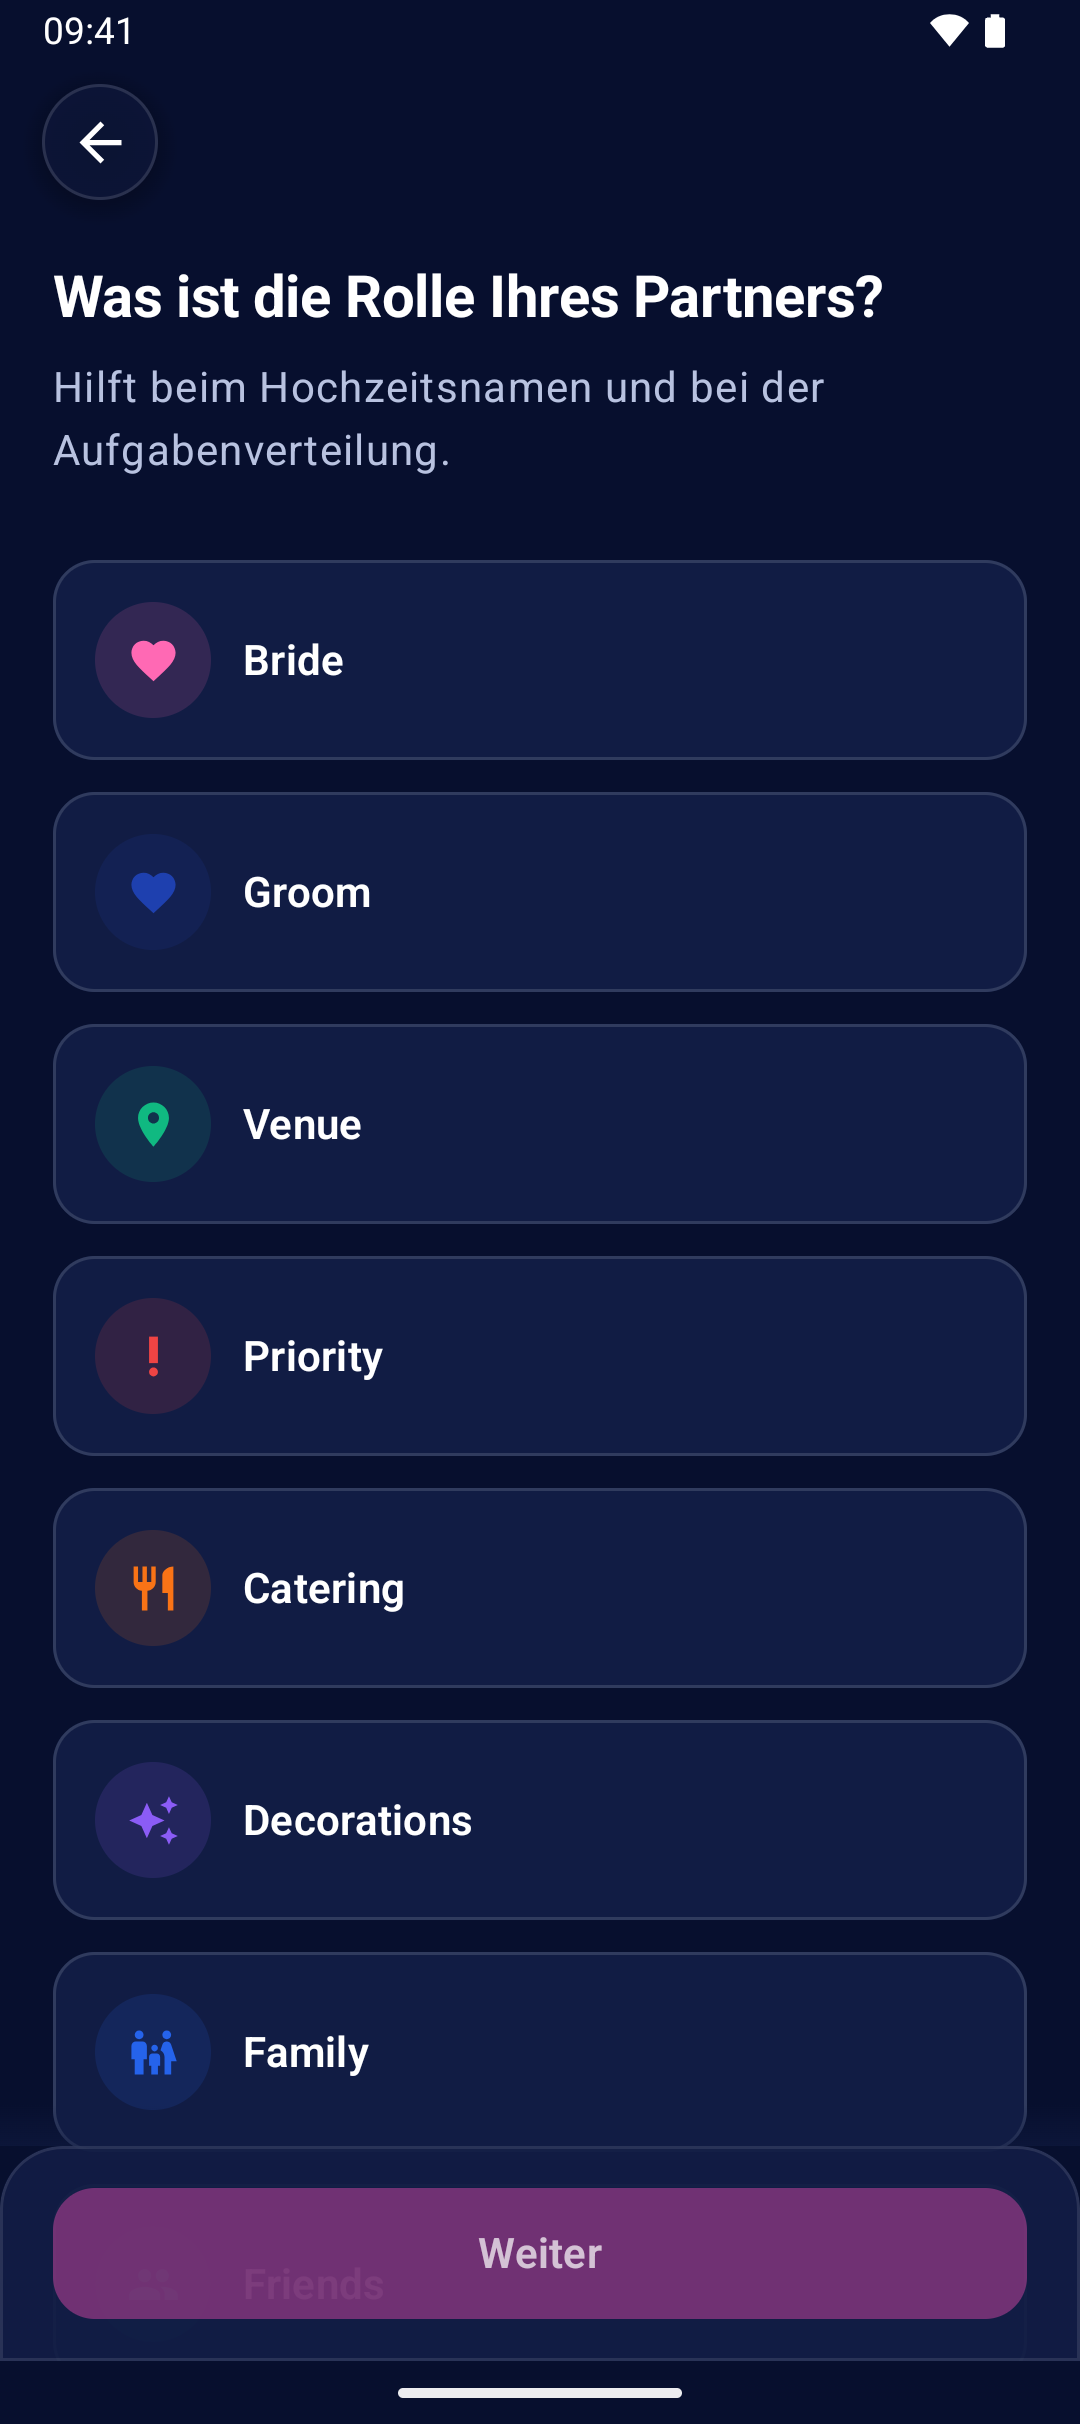 09:41
Was ist die Rolle Ihres Partners?
Hilft beim Hochzeitsnamen und bei der
Aufgabenverteilung.
Bride
Groom
Venue
Priority
Catering
Decorations
Family
Weiter
Friends